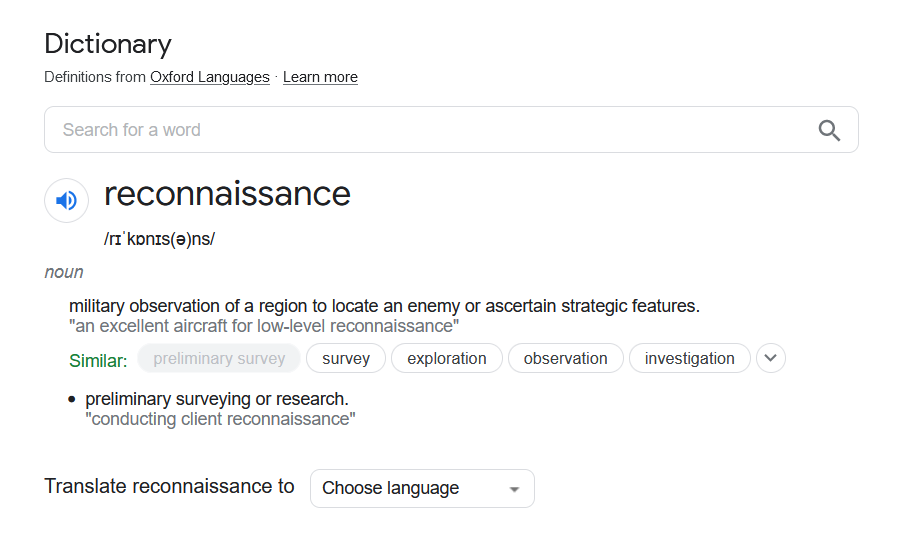 Dictionary
Definitions from Oxford Languages · Learn more
Search for a word
reconnaissance
/rɪˈkɒnɪs(ə)ns/
noun
military observation of a region to locate an enemy or ascertain strategic features.
"an excellent aircraft for low-level reconnaissance"
Similar: preliminary survey survey exploration observation investigation
• preliminary surveying or research.
"conducting client reconnaissance"
Translate reconnaissance to Choose language